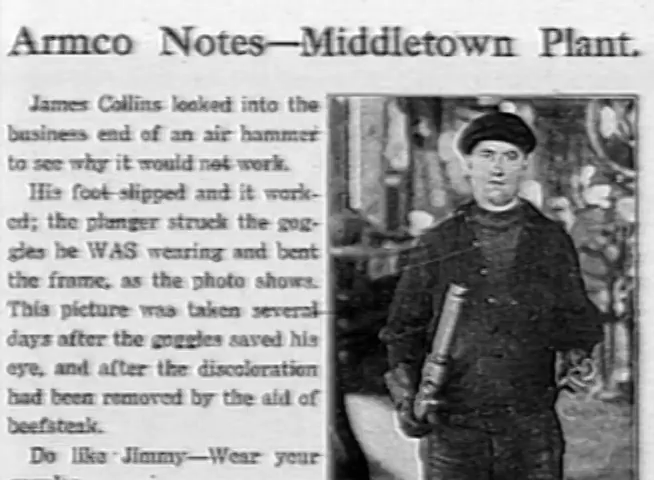 Armco Notes—Middletown Plant.
James Collins looked into the
business end of an air hammer
to see why it would not work.
His foot slipped and it work-
ed; the plunger struck the gog-
gles he WAS wearing and bent
the frame, as the photo shows.
This picture was taken several
days after the goggles saved his
eye, and after the discoloration
had been removed by the aid of
beefsteak.
Do like Jimmy—Wear your